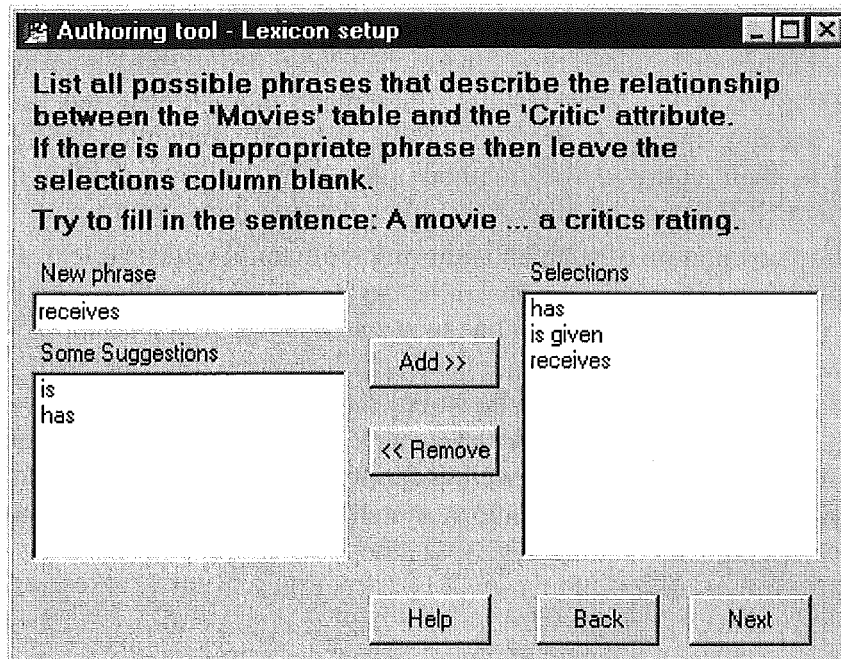 Authoring tool - Lexicon setup
List all possible phrases that describe the relationship
between the 'Movies' table and the 'Critic' attribute.
If there is no appropriate phrase then leave the
selections column blank.
Try to fill in the sentence: A movie ... a critics rating.
New phrase
receives
Some Suggestions
is
has
Add >>
<< Remove
Selections
has
is given
receives
Help
Back
Next